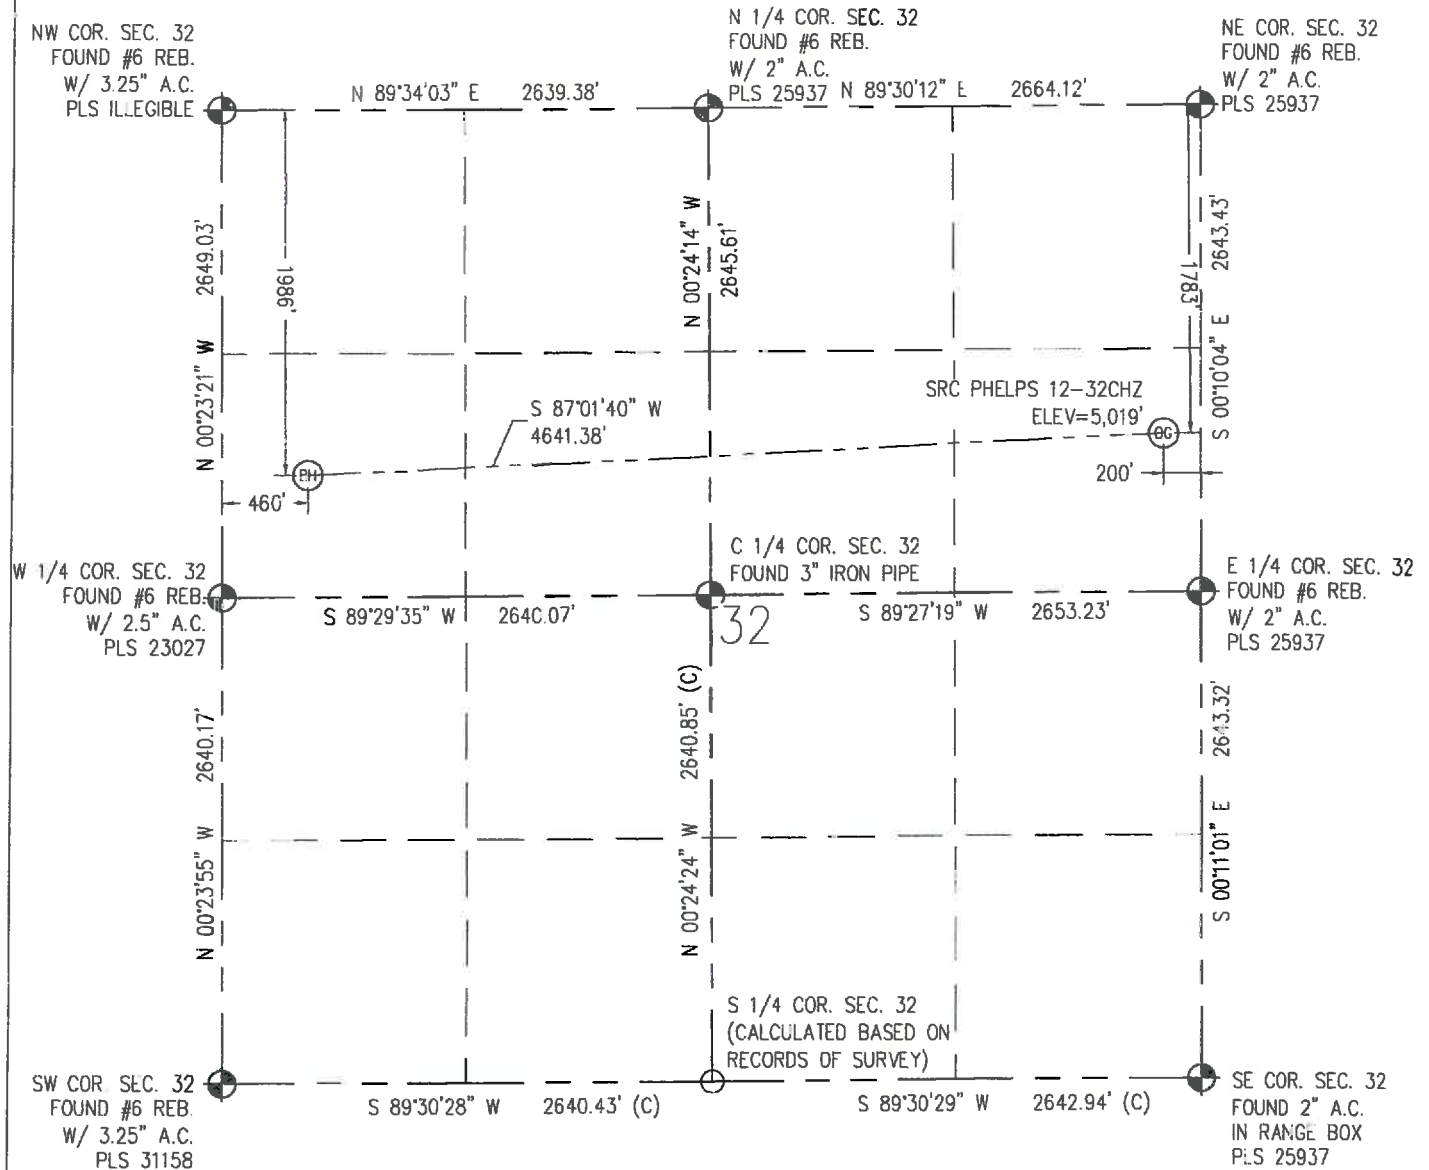 NW COR. SEC. 32
FOUND #6 REB.
W/ 3.25" A.C.
PLS ILLEGIBLE
N 89°34'03" E 2639.38'
N 1/4 COR. SEC. 32
FOUND #6 REB.
W/ 2" A.C.
PLS 25937
N 89°30'12" E 2664.12'
NE COR. SEC. 32
FOUND #6 REB.
W/ 2" A.C.
PLS 25937
N 00°23'21" W 2649.03'
1986'
N 00°24'14" W
2645.61'
1783'
S 00°10'04" E 2643.43'
SRC PHELPS 12-32CHZ
ELEV=5,019'
S 87°01'40" W
4641.38'
BH
460'
200'
W 1/4 COR. SEC. 32
FOUND #6 REB.
W/ 2.5" A.C.
PLS 23027
S 89°29'35" W 2640.07'
C 1/4 COR. SEC. 32
FOUND 3" IRON PIPE
32
S 89°27'19" W 2653.23'
E 1/4 COR. SEC. 32
FOUND #6 REB.
W/ 2" A.C.
PLS 25937
N 00°23'55" W 2640.17'
N 00°24'24" W 2640.85' (C)
S 00°11'01" E 2643.32'
SW COR. SEC. 32
FOUND #6 REB.
W/ 3.25" A.C.
PLS 31158
S 89°30'28" W 2640.43' (C)
S 1/4 COR. SEC. 32
(CALCULATED BASED ON
RECORDS OF SURVEY)
S 89°30'29" W 2642.94' (C)
SE COR. SEC. 32
FOUND 2" A.C.
IN RANGE BOX
PLS 25937